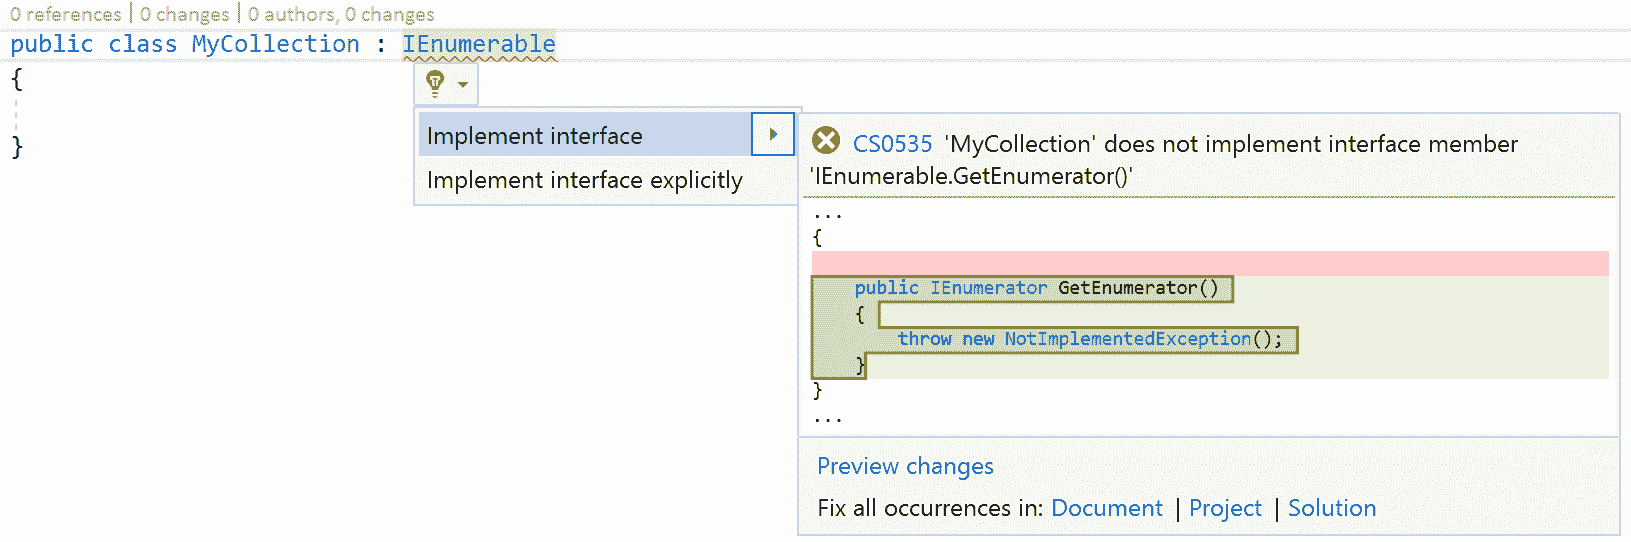 0 references | 0 changes | 0 authors, 0 changes
public class MyCollection : IEnumerable
{
}
Implement interface
Implement interface explicitly
CS0535 'MyCollection' does not implement interface member
'IEnumerable.GetEnumerator()'
...
{
public IEnumerator GetEnumerator()
{
throw new NotImplementedException();
}
}
...
Preview changes
Fix all occurrences in: Document | Project | Solution